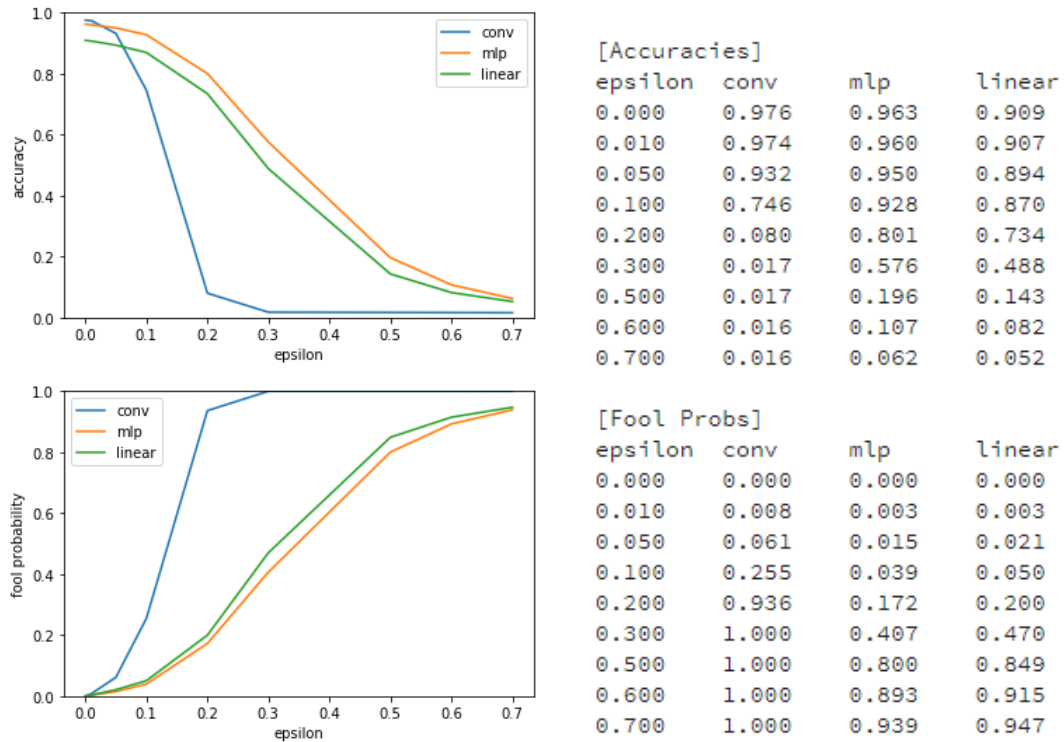 1.0
0.8
0.6
0.4
0.2
0.0
accuracy
conv
mlp
linear
0.0 0.1 0.2 0.3 0.4 0.5 0.6 0.7
epsilon
[Accuracies]
epsilon conv mlp linear
0.000 0.976 0.963 0.909
0.010 0.974 0.960 0.907
0.050 0.932 0.950 0.894
0.100 0.746 0.928 0.870
0.200 0.080 0.801 0.734
0.300 0.017 0.576 0.488
0.500 0.017 0.196 0.143
0.600 0.016 0.107 0.082
0.700 0.016 0.062 0.052
1.0
0.8
0.6
0.4
0.2
0.0
fool probability
conv
mlp
linear
0.0 0.1 0.2 0.3 0.4 0.5 0.6 0.7
epsilon
[Fool Probs]
epsilon conv mlp linear
0.000 0.000 0.000 0.000
0.010 0.008 0.003 0.003
0.050 0.061 0.015 0.021
0.100 0.255 0.039 0.050
0.200 0.936 0.172 0.200
0.300 1.000 0.407 0.470
0.500 1.000 0.800 0.849
0.600 1.000 0.893 0.915
0.700 1.000 0.939 0.947